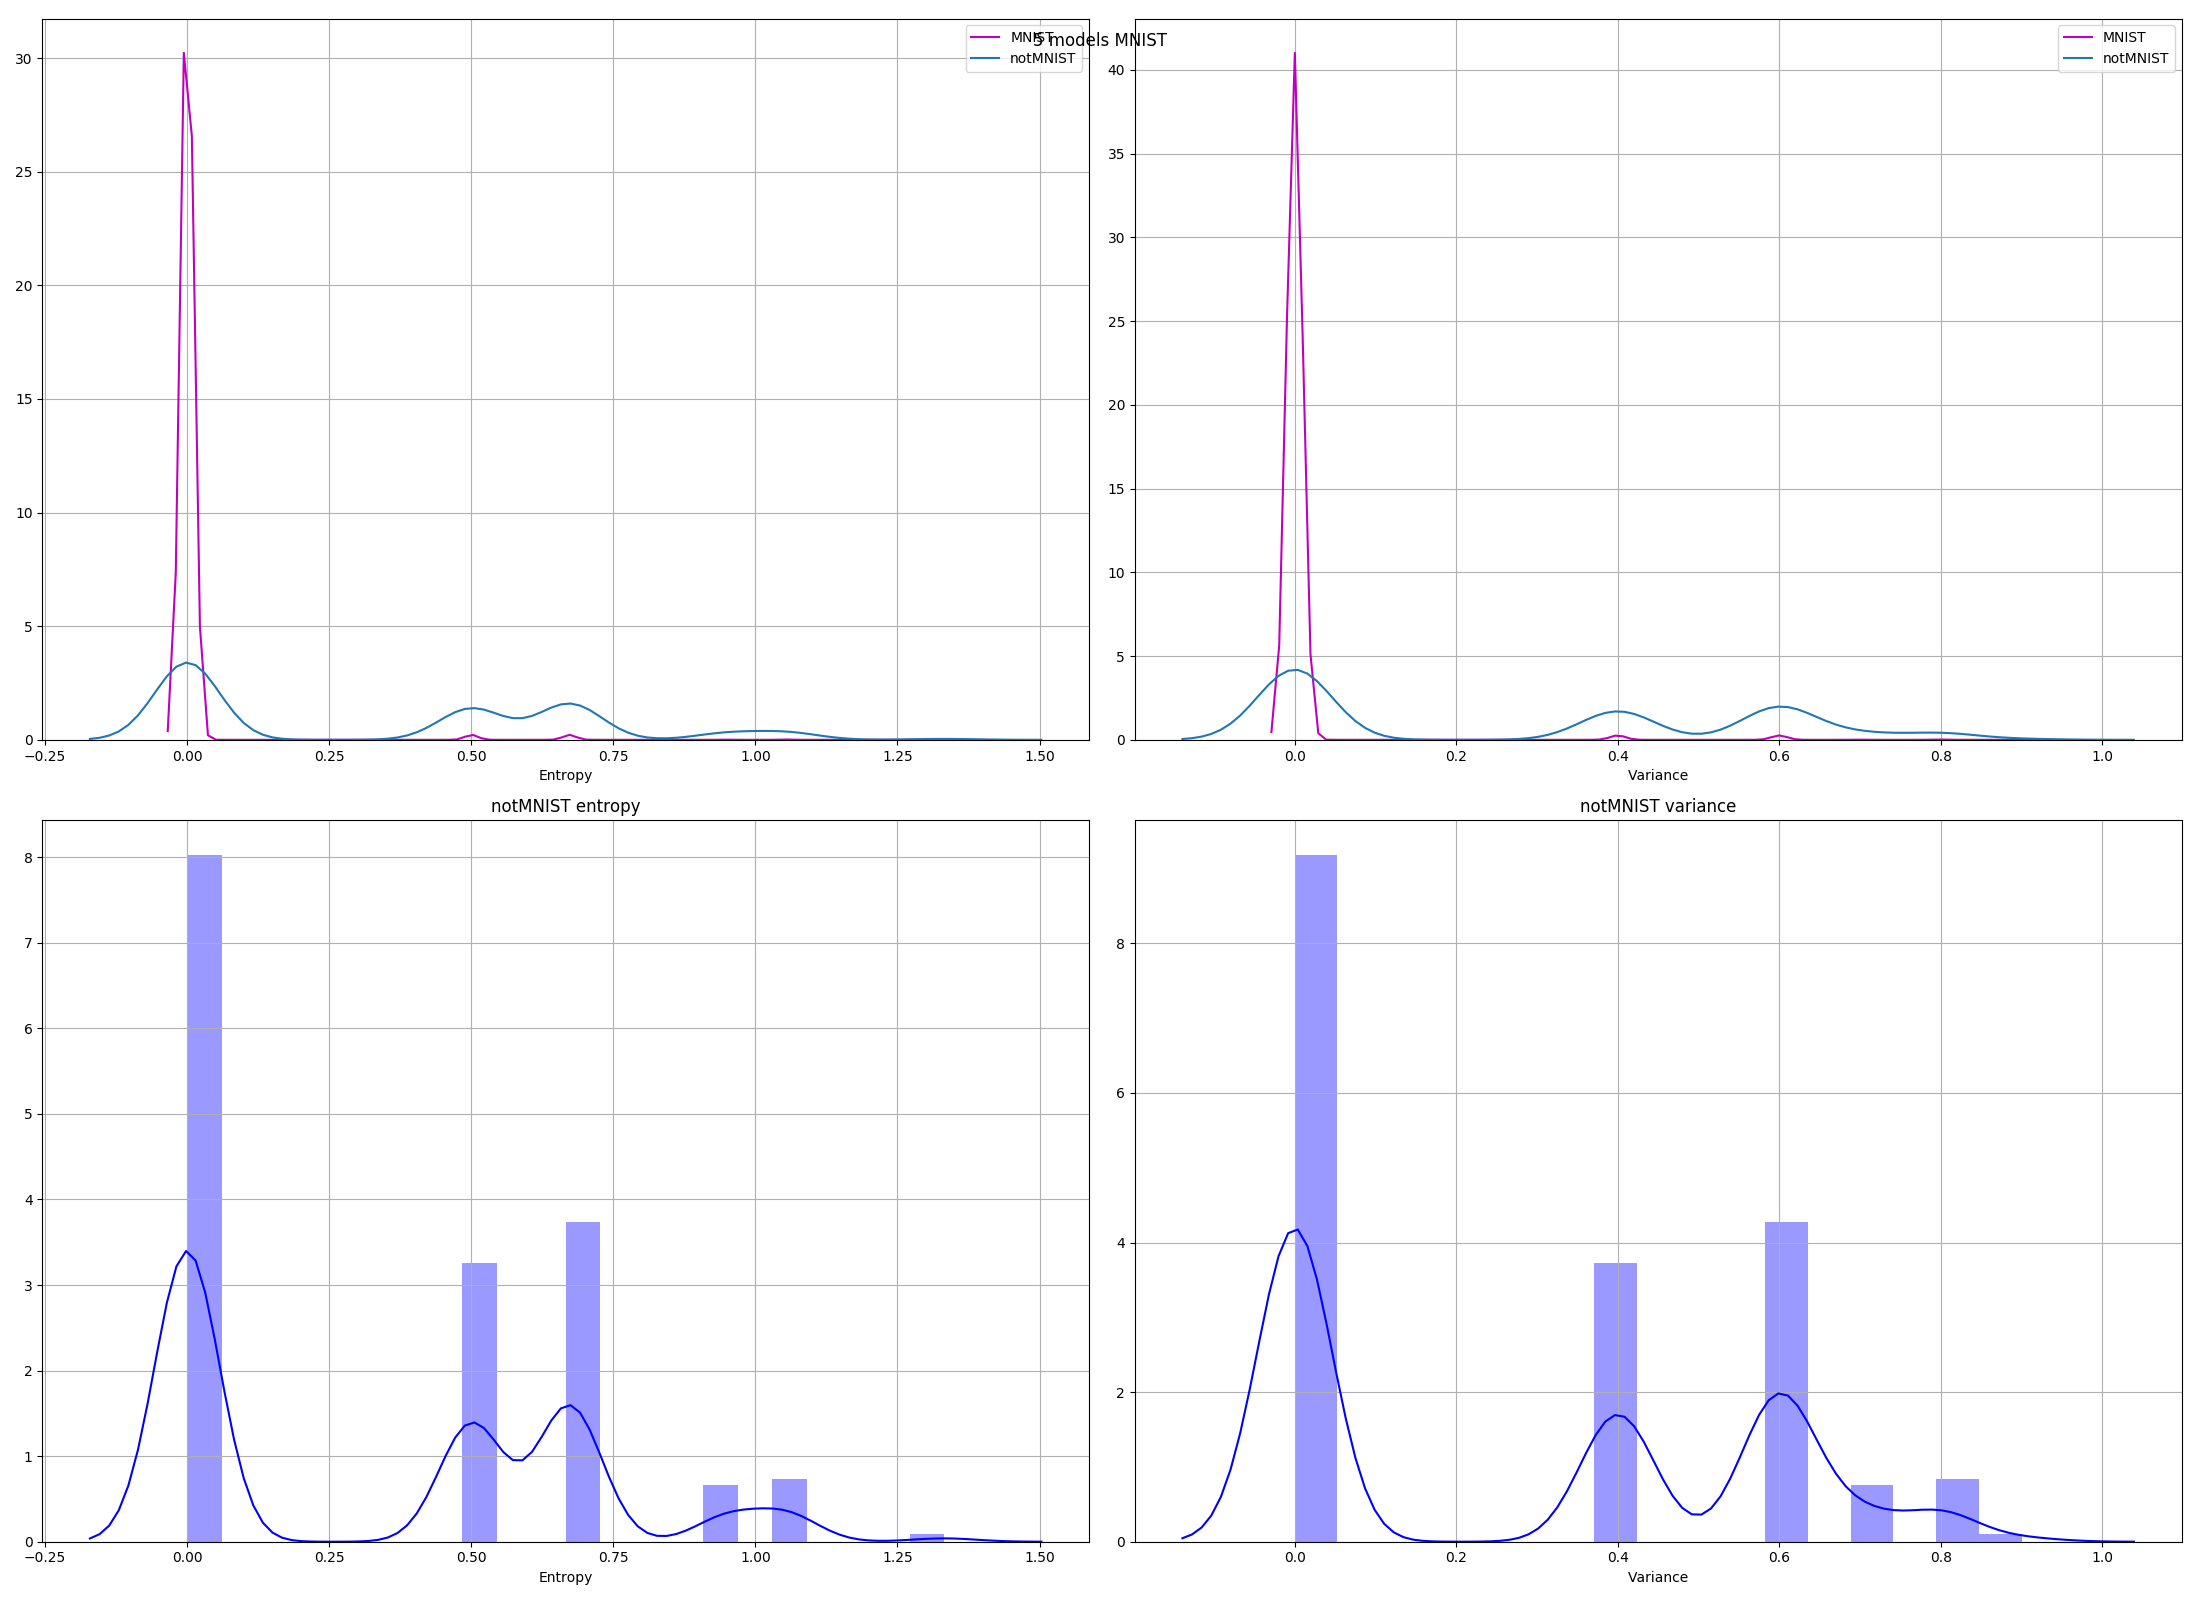 5 models MNIST
MNIST
notMNIST
30
25
20
15
10
5
0
−0.25 0.00 0.25 0.50 0.75 1.00 1.25 1.50
Entropy
MNIST
notMNIST
40
35
30
25
20
15
10
5
0
0.0 0.2 0.4 0.6 0.8 1.0
Variance
notMNIST entropy
8
7
6
5
4
3
2
1
0
−0.25 0.00 0.25 0.50 0.75 1.00 1.25 1.50
Entropy
notMNIST variance
8
6
4
2
0
0.0 0.2 0.4 0.6 0.8 1.0
Variance